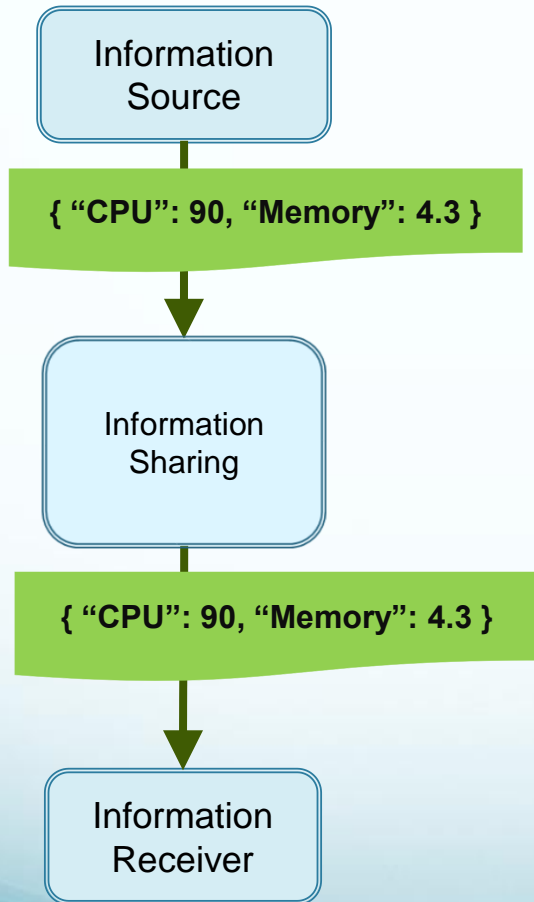 Information
Source
{ “CPU”: 90, “Memory”: 4.3 }
Information
Sharing
{ “CPU”: 90, “Memory”: 4.3 }
Information
Receiver